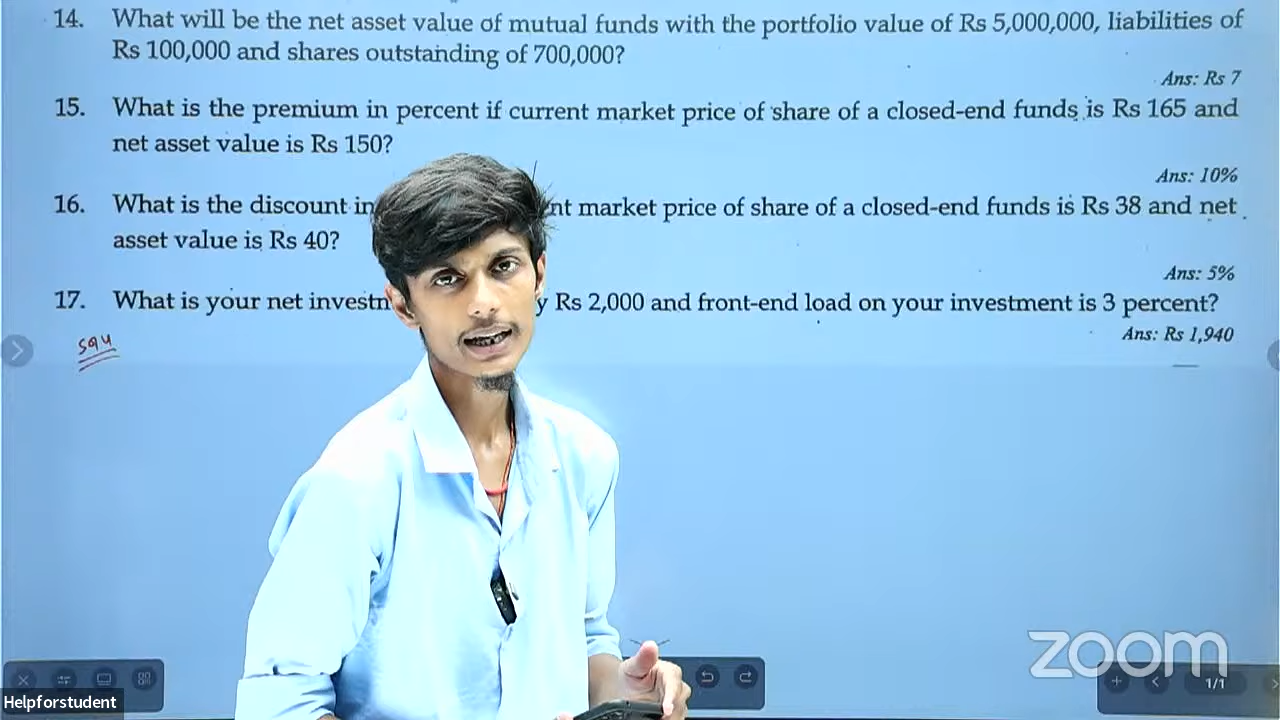 14. What will be the net asset value of mutual funds with the portfolio value of Rs 5,000,000, liabilities of
Rs 100,000 and shares outstanding of 700,000?
Ans: Rs 7
15. What is the premium in percent if current market price of share of a closed-end funds is Rs 165 and
net asset value is Rs 150?
Ans: 10%
16. What is the discount in nt market price of share of a closed-end funds is Rs 38 and net
asset value is Rs 40?
Ans: 5%
17. What is your net investm y Rs 2,000 and front-end load on your investment is 3 percent?
Ans: Rs 1,940
zoom
1/1
Helpforstudent